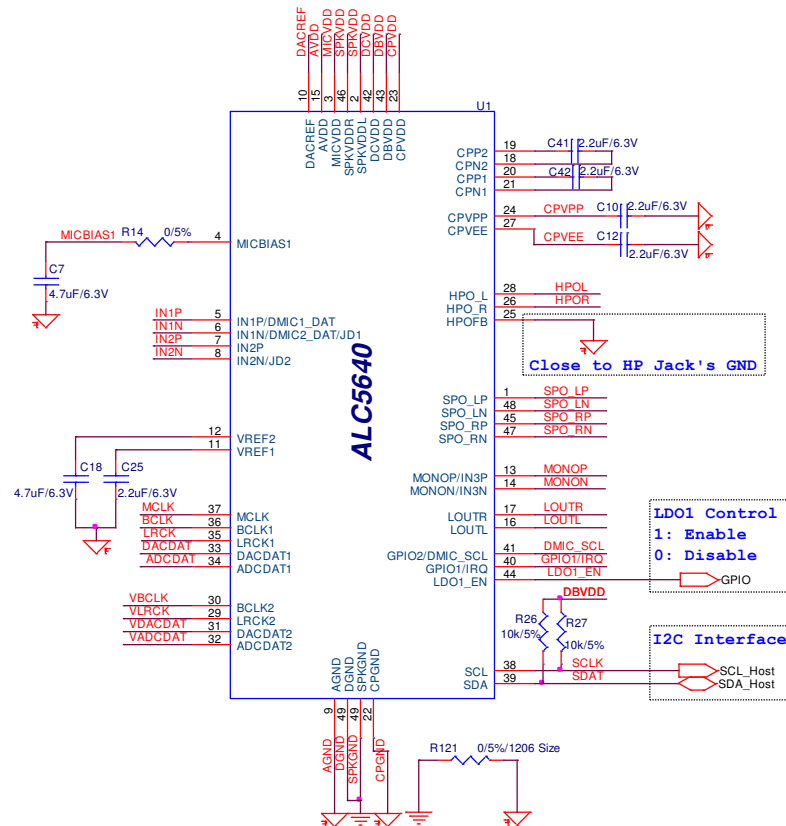 DACREF
AVDD
MICVDD
SPKVDD
SPKVDD
DCVDD
DBVDD
CPVDD
10
15
3
46
2
42
43
23
U1
DACREF
AVDD
MICVDD
SPKVDDR
SPKVDDL
DCVDD
DBVDD
CPVDD
CPP2 19 C41 2.2uF/6.3V
CPN2 18
CPP1 20 C42 2.2uF/6.3V
CPN1 21
CPVPP 24 CPVPP C10 2.2uF/6.3V
CPVEE 27 CPVEE C12 2.2uF/6.3V
MICBIAS1 R14 0/5% 4 MICBIAS1
C7
4.7uF/6.3V
HPO_L 28 HPOL
HPO_R 26 HPOR
HPOFB 25
Close to HP Jack's GND
IN1P 5 IN1P/DMIC1_DAT
IN1N 6 IN1N/DMIC2_DAT/JD1
IN2P 7 IN2P
IN2N 8 IN2N/JD2
ALC5640
SPO_LP 1 SPO_LP
SPO_LN 48 SPO_LN
SPO_RP 45 SPO_RP
SPO_RN 47 SPO_RN
12 VREF2
11 VREF1
C18 C25
4.7uF/6.3V 2.2uF/6.3V
MONOP/IN3P 13 MONOP
MONON/IN3N 14 MONON
MCLK 37 MCLK
BCLK 36 BCLK1
LRCK 35 LRCK1
DACDAT 33 DACDAT1
ADCDAT 34 ADCDAT1
LOUTR 17 LOUTR
LOUTL 16 LOUTL
GPIO2/DMIC_SCL 41 DMIC_SCL
GPIO1/IRQ 40 GPIO1/IRQ
LDO1_EN 44 LDO1_EN
LDO1 Control
1: Enable
0: Disable
GPIO
VBCLK 30 BCLK2
VLRCK 29 LRCK2
VDACDAT 31 DACDAT2
VADCDAT 32 ADCDAT2
DBVDD
R26 R27
10k/5% 10k/5%
I2C Interface
SCL 38 SCLK SCL_Host
SDA 39 SDAT SDA_Host
AGND
DGND
SPKGND
CPGND
9
49
49
22
AGND
DGND
SPKGND
CPGND
R121 0/5%/1206 Size